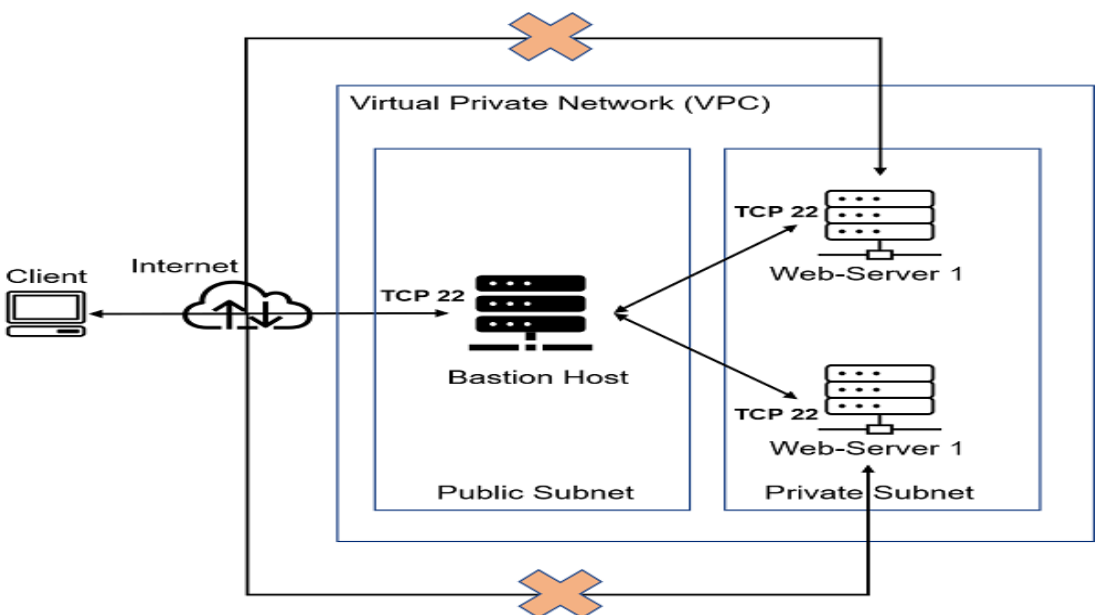 Virtual Private Network (VPC)
TCP 22
Web-Server 1
Client
Internet
TCP 22
Bastion Host
TCP 22
Web-Server 1
Public Subnet
Private Subnet